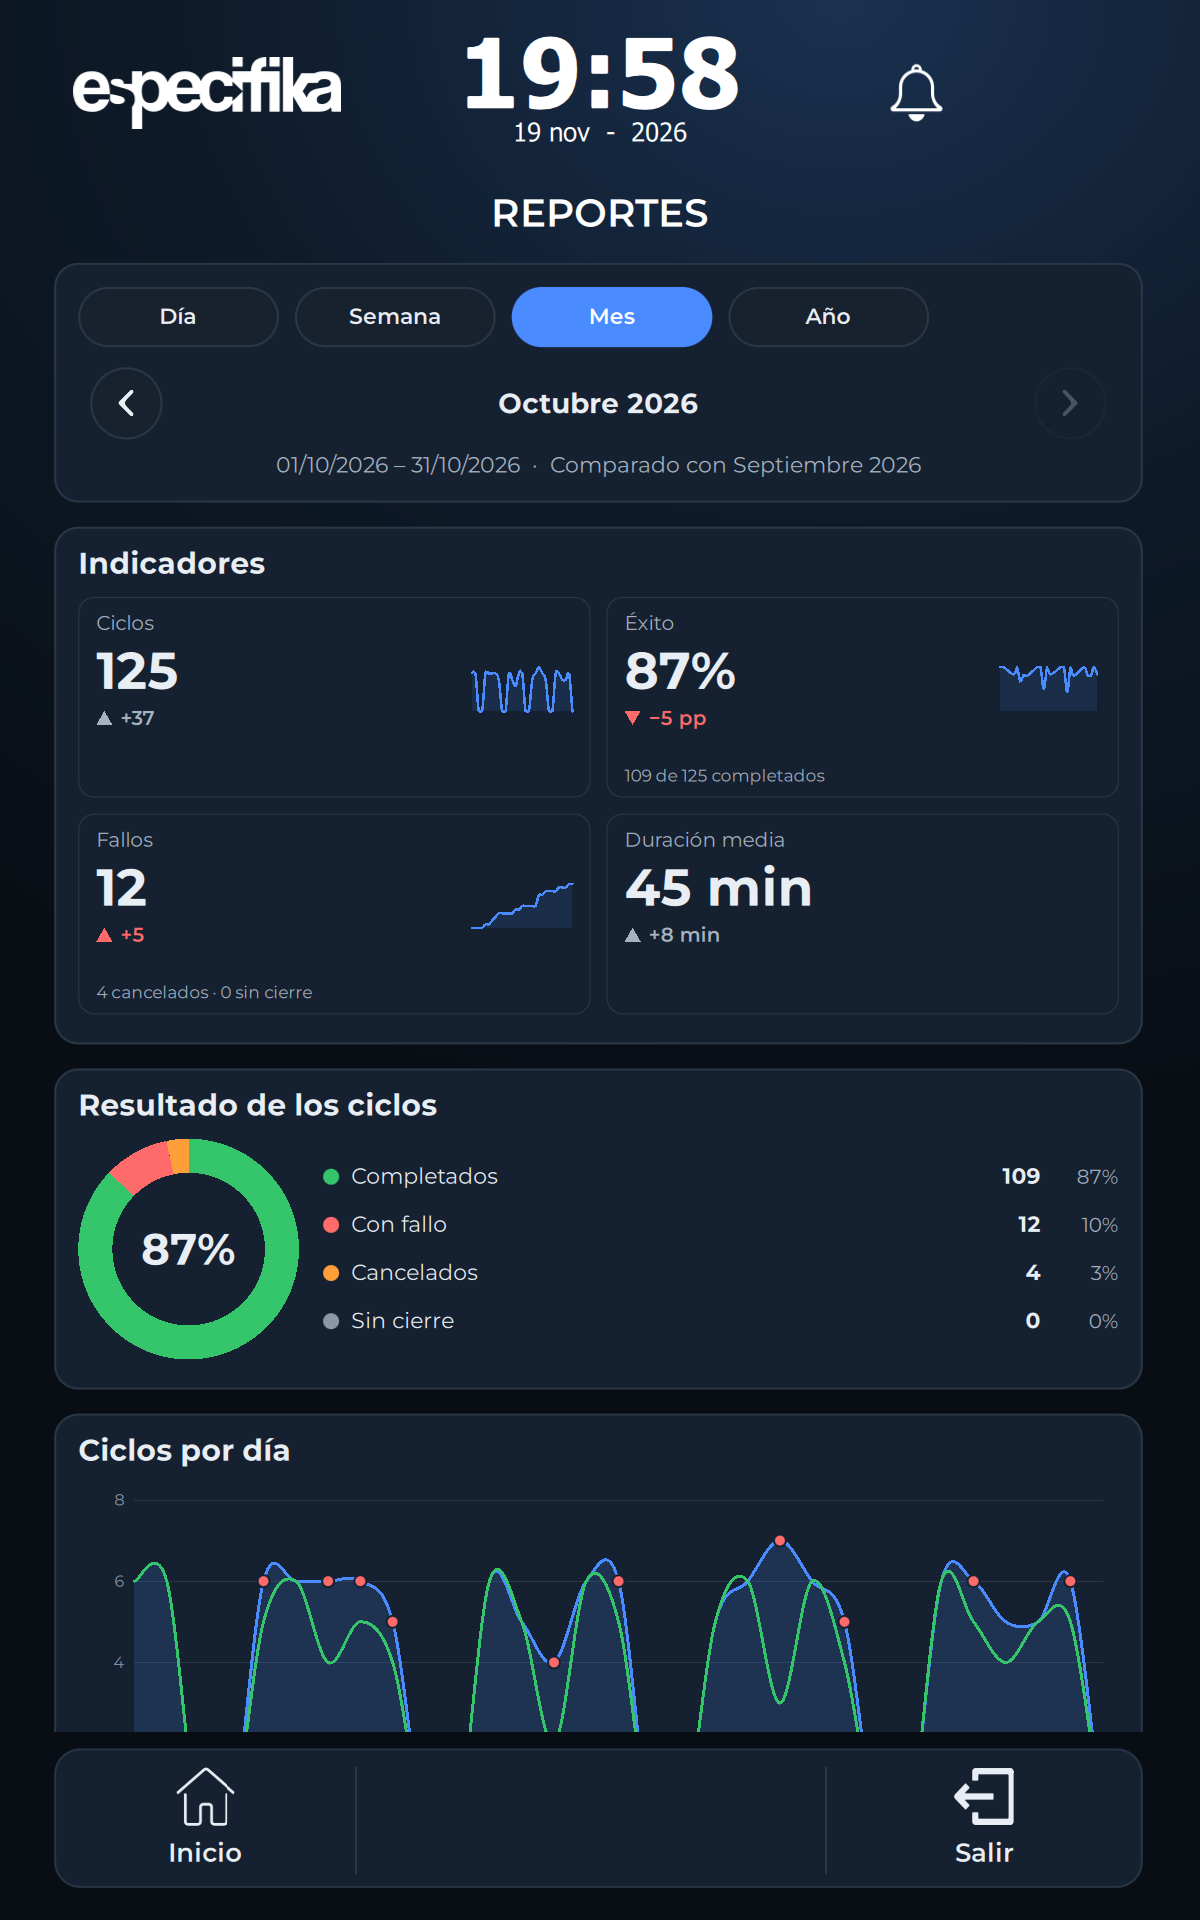 especifika
19:58
19 nov - 2026
REPORTES
Día Semana Mes Año
Octubre 2026
01/10/2026 – 31/10/2026 · Comparado con Septiembre 2026
Indicadores
Ciclos
125
+37
Éxito
87%
−5 pp
109 de 125 completados
Fallos
12
+5
4 cancelados · 0 sin cierre
Duración media
45 min
+8 min
Resultado de los ciclos
87%
Completados 109 87%
Con fallo 12 10%
Cancelados 4 3%
Sin cierre 0 0%
Ciclos por día
8
6
4
Inicio Salir